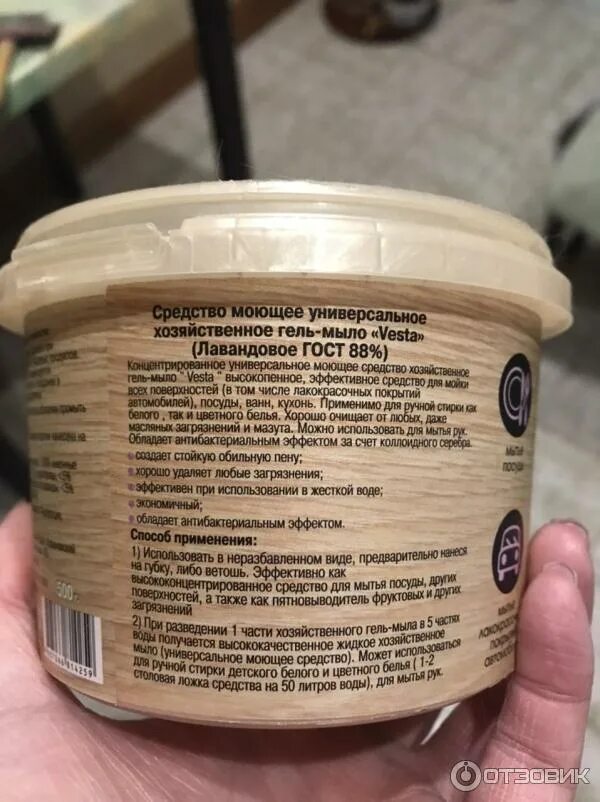 Средство моющее универсальное
хозяйственное гель-мыло «Vesta»
(Лавандовое ГОСТ 88%)
Концентрированное универсальное моющее средство хозяйственное
гель-мыло " Vesta " высокопенное, эффективное средство для мойки
всех поверхностей (в том числе лакокрасочных покрытий
автомобилей), посуды, ванн, кухонь. Применимо для ручной стирки как
белого , так и цветного белья. Хорошо очищает от любых, даже
масляных загрязнений и мазута. Можно использовать для мытья рук.
Обладает антибактериальным эффектом за счет коллоидного серебра.
создает стойкую обильную пену;
хорошо удаляет любые загрязнения;
эффективен при использовании в жесткой воде;
экономичный;
обладает антибактериальным эффектом.
Способ применения:
1) Использовать в неразбавленном виде, предварительно нанеся
на губку, либо ветошь. Эффективно как
высококонцентрированное средство для мытья посуды, других
поверхностей, а также как пятновыводитель фруктовых и других
загрязнений
2) При разведении 1 части хозяйственного гель-мыла в 5 частях
воды получается высококачественное жидкое хозяйственное
мыло (универсальное моющее средство). Может использоваться
для ручной стирки детского белого и цветного белья ( 1-2
столовая ложка средства на 50 литров воды), для мытья рук.
мытье
посуды
мытье
500 г
ОТЗОВИК